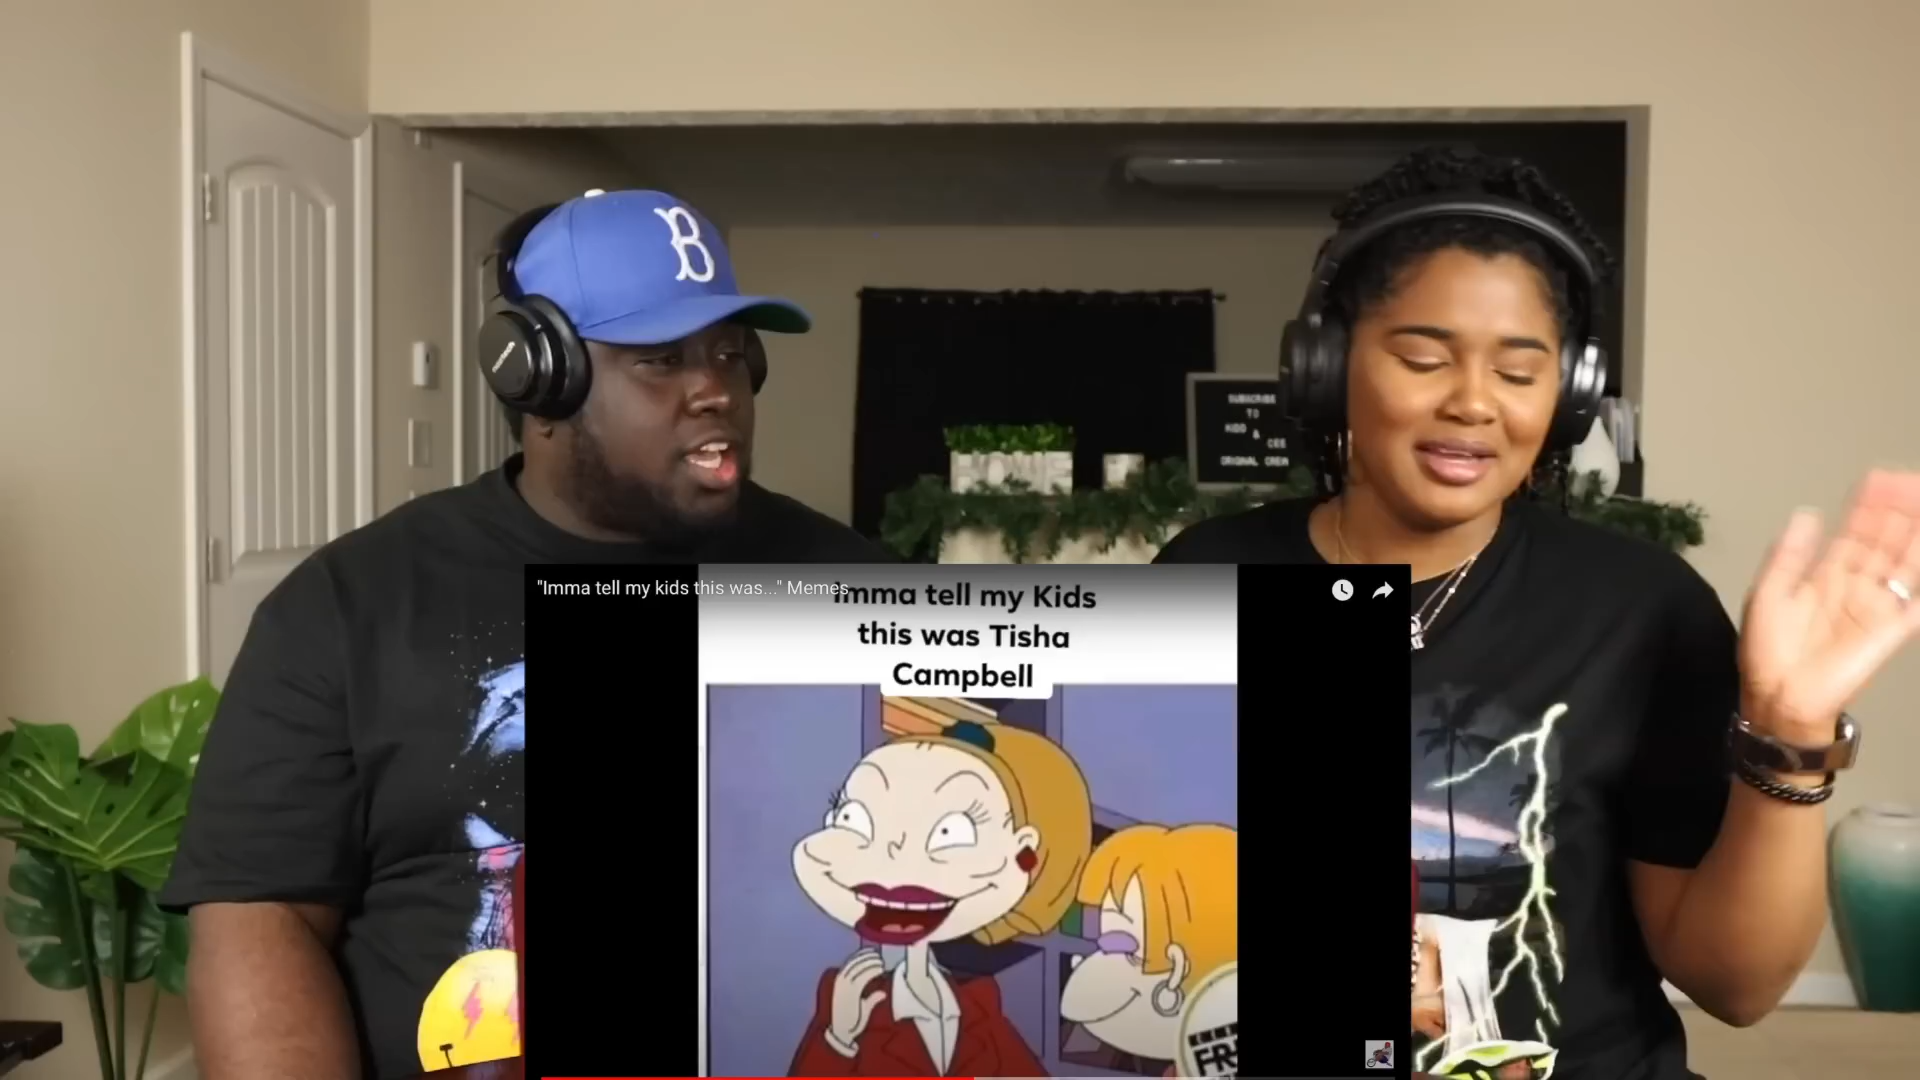 B
SUBSCRIBE
TO
KIDD
&
CEE
ORIGINAL CREW
HOME
"Imma tell my kids this was..." Memes
Imma tell my Kids
this was Tisha
Campbell